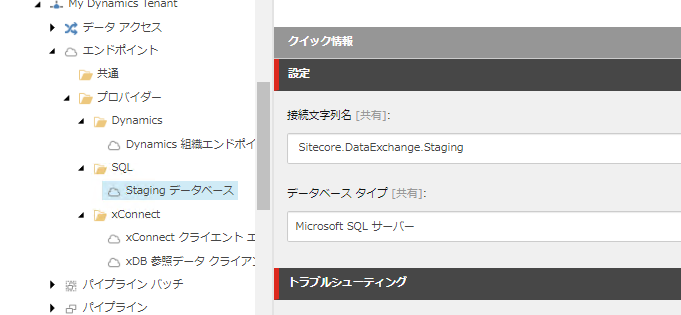 My Dynamics Tenant
データ アクセス
エンドポイント
共通
プロバイダー
Dynamics
Dynamics 組織エンドポイ
SQL
Staging データベース
xConnect
xConnect クライエント エ
xDB 参照データ クライアン
パイプライン バッチ
パイプライン
クイック情報
設定
接続文字列名 [共有]:
Sitecore.DataExchange.Staging
データベース タイプ [共有]:
Microsoft SQL サーバー
トラブルシューティング